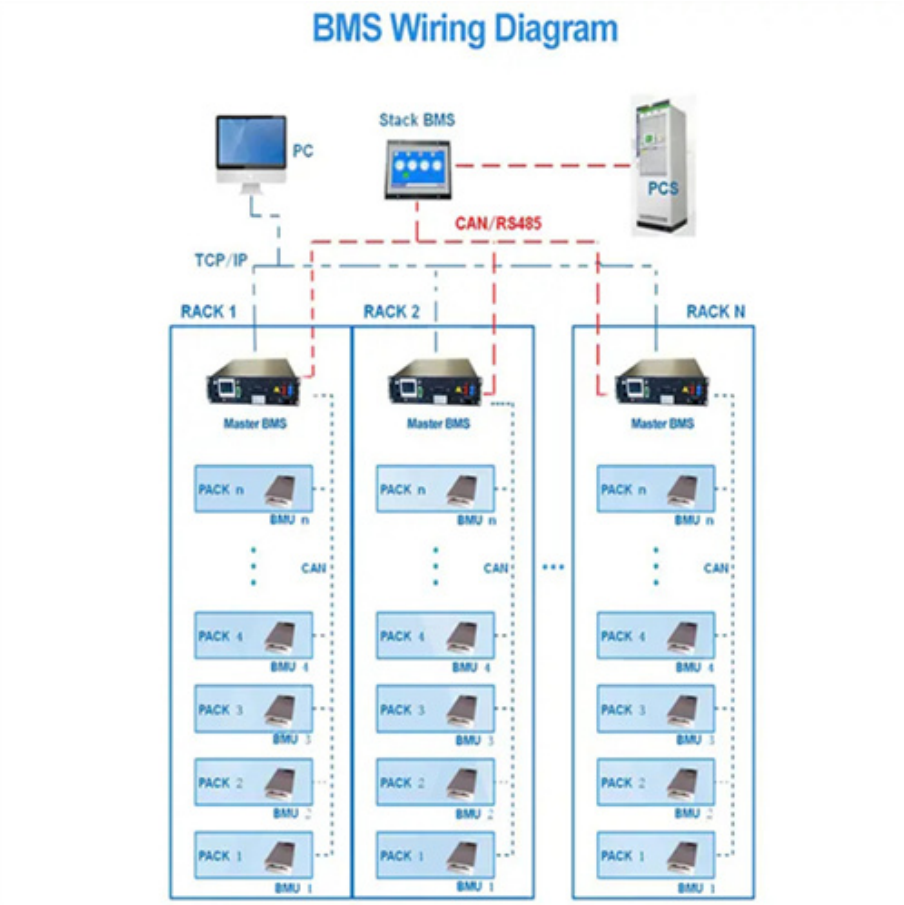 BMS Wiring Diagram
Stack BMS
PC
PCS
CAN/RS485
TCP/IP
RACK 1
RACK 2
RACK N
Master BMS
Master BMS
Master BMS
PACK n
PACK n
PACK n
BMU n
BMU n
BMU n
CAN
CAN
...
CAN
PACK 4
PACK 4
PACK 4
BMU 4
BMU 4
BMU 4
PACK 3
PACK 3
PACK 3
BMU 3
BMU 3
BMU 3
PACK 2
PACK 2
PACK 2
BMU 2
BMU 2
BMU 2
PACK 1
PACK 1
PACK 1
BMU 1
BMU 1
BMU 1